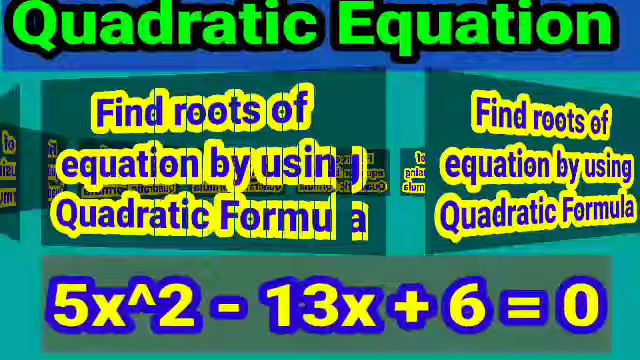 Quadratic Equation
Find roots of
equation by using
Quadratic Formula
Find roots of
equation by using
Quadratic Formula
5x^2 - 13x + 6 = 0